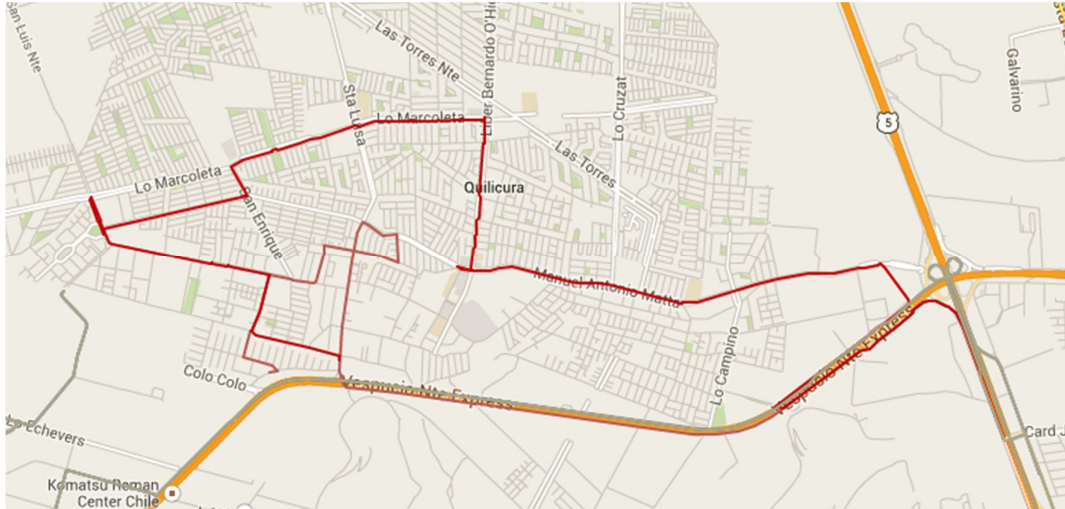 San Luis Nte
Las Torres Nte
Liber Bernardo O'Hi
Sta Luisa
Lo Marcoleta
Lo Cruzat
Galvarino
5
Las Torres
Lo Marcoleta
San Enrique
Quilicura
Manuel Antonio Matta
Lo Campino
Vespucio Nte Express
Colo Colo
Vespucio Nte Express
Lo Echevers
Card J
Komatsu Reman
Center Chile